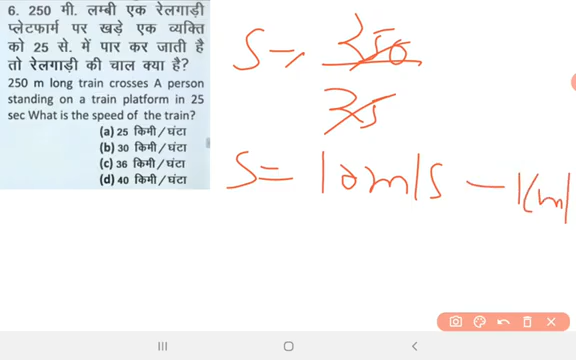 6. 250 मी. लम्बी एक रेलगाड़ी
प्लेटफार्म पर खड़े एक व्यक्ति
को 25 से. में पार कर जाती है
तो रेलगाड़ी की चाल क्या है?
250 m long train crosses A person
standing on a train platform in 25
sec What is the speed of the train?
(a) 25 किमी/घंटा
(b) 30 किमी/घंटा
(c) 36 किमी/घंटा
(d) 40 किमी/घंटा
S = 250
25
S = 10 m/s - Km/